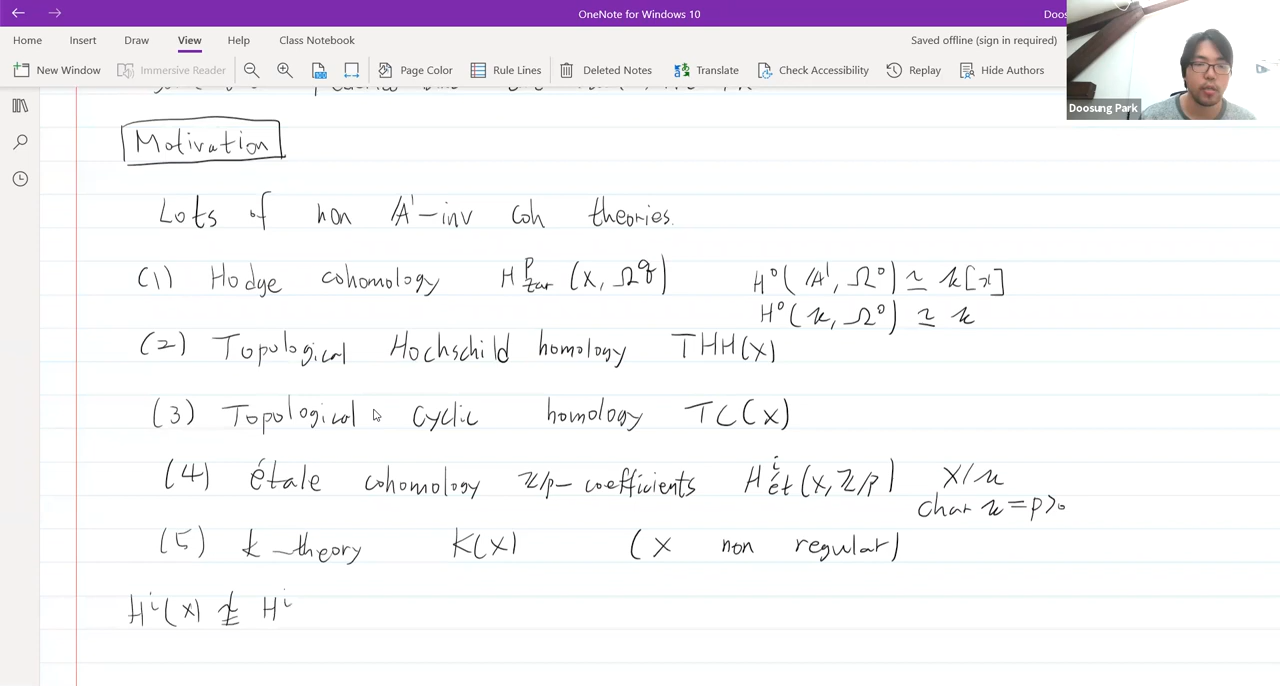 OneNote for Windows 10
Doos
Home Insert Draw View Help Class Notebook
Saved offline (sign in required)
New Window Immersive Reader Page Color Rule Lines Deleted Notes Translate Check Accessibility Replay Hide Authors
Doosung Park
Motivation
Lots of non A¹-inv coh theories.
(1) Hodge cohomology H^p_Zar (X, Ω^q) H⁰(A¹, Ω⁰) ≃ k[x]
H⁰(k, Ω⁰) ≃ k
(2) Topological Hochschild homology THH(X)
(3) Topological cyclic homology TC(X)
(4) étale cohomology Z/p-coefficients H^i_ét(X, Z/p) X/k
char k = p>0
(5) K-theory K(X) (X non regular)
H^i(X) ≄ H^i